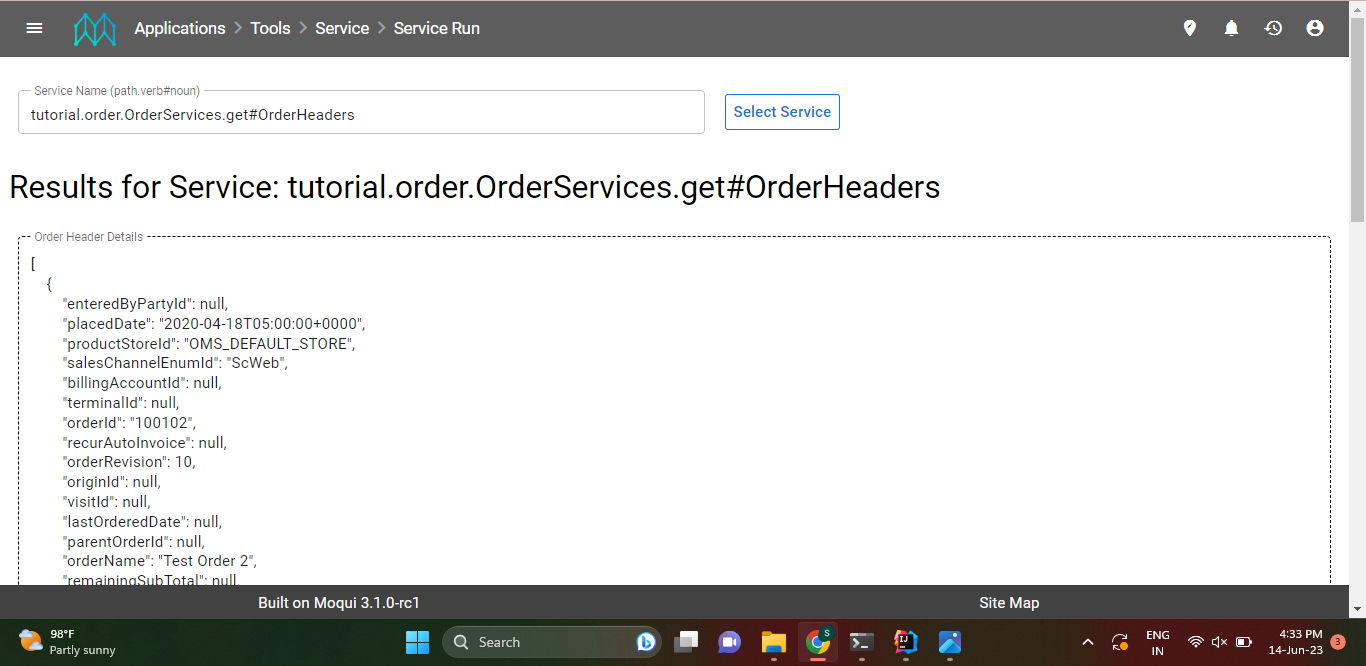 Applications > Tools > Service > Service Run
Service Name (path.verb#noun)
tutorial.order.OrderServices.get#OrderHeaders
Select Service
Results for Service: tutorial.order.OrderServices.get#OrderHeaders
Order Header Details
[
{
"enteredByPartyId": null,
"placedDate": "2020-04-18T05:00:00+0000",
"productStoreId": "OMS_DEFAULT_STORE",
"salesChannelEnumId": "ScWeb",
"billingAccountId": null,
"terminalId": null,
"orderId": "100102",
"recurAutoInvoice": null,
"orderRevision": 10,
"originId": null,
"visitId": null,
"lastOrderedDate": null,
"parentOrderId": null,
"orderName": "Test Order 2",
"remainingSubTotal": null,
Built on Moqui 3.1.0-rc1
Site Map
98°F
Partly sunny
Search
S
ENG
IN
4:33 PM
14-Jun-23
3